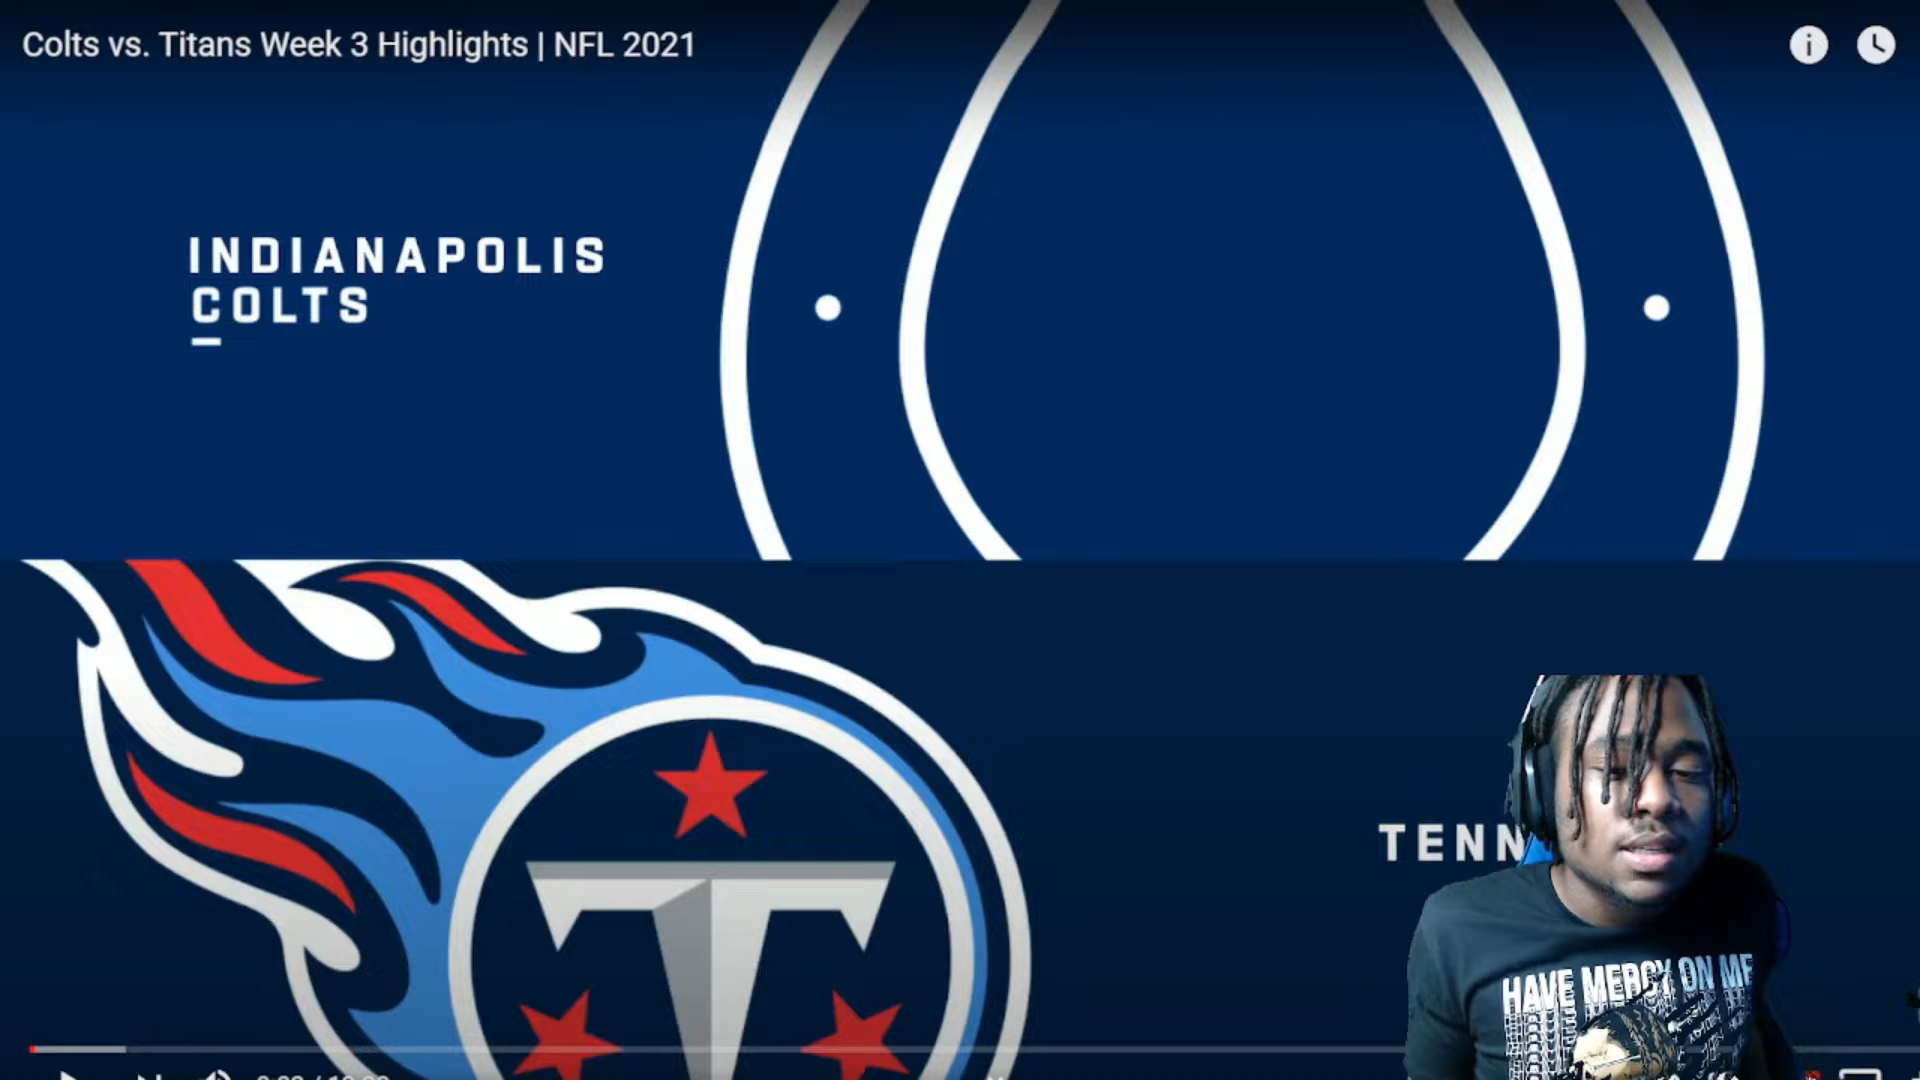 Colts vs. Titans Week 3 Highlights | NFL 2021
INDIANAPOLIS
COLTS
TENN
HAVE MERCY ON ME